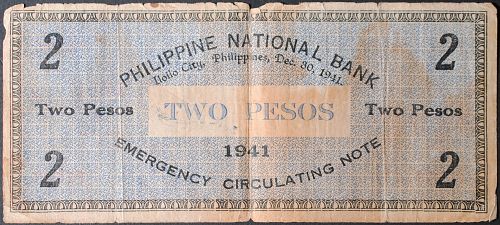 2 2
PHILIPPINE NATIONAL BANK
Iloilo City, Philippines, Dec. 30, 1941.
Two Pesos TWO PESOS Two Pesos
1941
EMERGENCY CIRCULATING NOTE
2 2